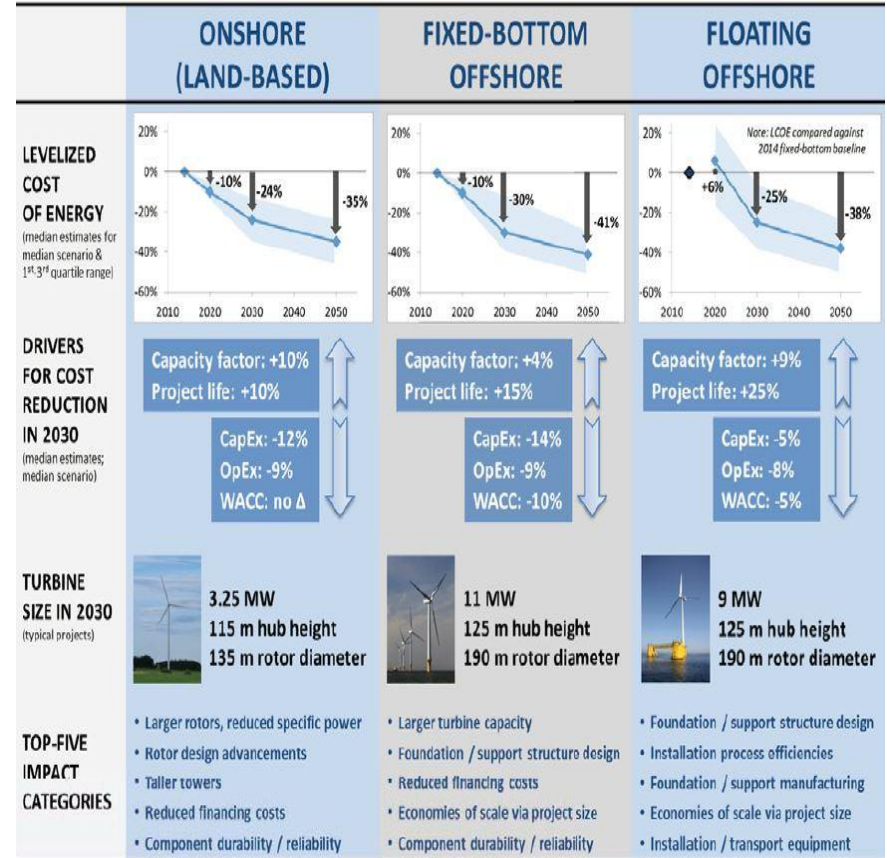 ONSHORE
(LAND-BASED)
FIXED-BOTTOM
OFFSHORE
FLOATING
OFFSHORE
LEVELIZED
COST
OF ENERGY
(median estimates for
median scenario &
1st-3rd quartile range)
20%
0%
-20%
-40%
-60%
2010 2020 2030 2040 2050
-10%
-24%
-35%
20%
0%
-20%
-40%
-60%
2010 2020 2030 2040 2050
-10%
-30%
-41%
Note: LCOE compared against
2014 fixed-bottom baseline
20%
0%
-20%
-40%
-60%
2010 2020 2030 2040 2050
+6%
-25%
-38%
DRIVERS
FOR COST
REDUCTION
IN 2030
(median estimates;
median scenario)
Capacity factor: +10%
Project life: +10%
CapEx: -12%
OpEx: -9%
WACC: no Δ
Capacity factor: +4%
Project life: +15%
CapEx: -14%
OpEx: -9%
WACC: -10%
Capacity factor: +9%
Project life: +25%
CapEx: -5%
OpEx: -8%
WACC: -5%
TURBINE
SIZE IN 2030
(typical projects)
3.25 MW
115 m hub height
135 m rotor diameter
11 MW
125 m hub height
190 m rotor diameter
9 MW
125 m hub height
190 m rotor diameter
TOP-FIVE
IMPACT
CATEGORIES
• Larger rotors, reduced specific power
• Rotor design advancements
• Taller towers
• Reduced financing costs
• Component durability / reliability
• Larger turbine capacity
• Foundation / support structure design
• Reduced financing costs
• Economies of scale via project size
• Component durability / reliability
• Foundation / support structure design
• Installation process efficiencies
• Foundation / support manufacturing
• Economies of scale via project size
• Installation / transport equipment